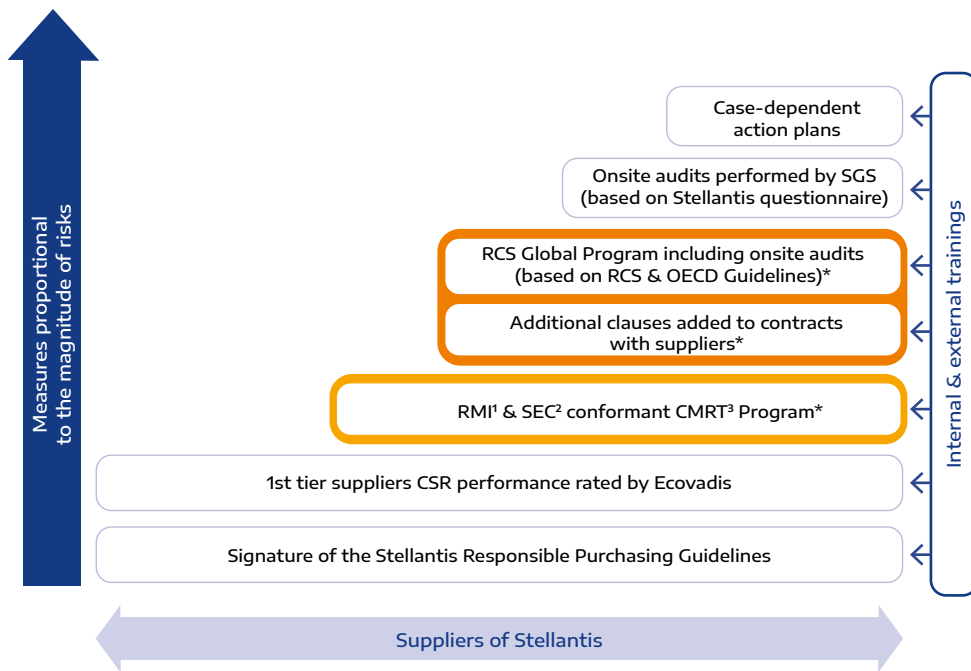 Measures proportional
to the magnitude of risks
Case-dependent
action plans
Onsite audits performed by SGS
(based on Stellantis questionnaire)
RCS Global Program including onsite audits
(based on RCS & OECD Guidelines)*
Additional clauses added to contracts
with suppliers*
RMI¹ & SEC² conformant CMRT³ Program*
1st tier suppliers CSR performance rated by Ecovadis
Signature of the Stellantis Responsible Purchasing Guidelines
Internal & external trainings
Suppliers of Stellantis